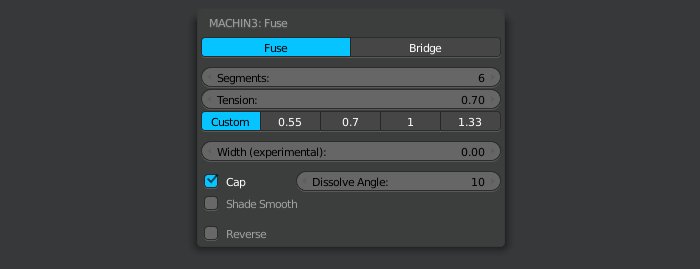 MACHIN3: Fuse
Fuse Bridge
Segments: 6
Tension: 0.70
Custom 0.55 0.7 1 1.33
Width (experimental): 0.00
Cap Dissolve Angle: 10
Shade Smooth
Reverse